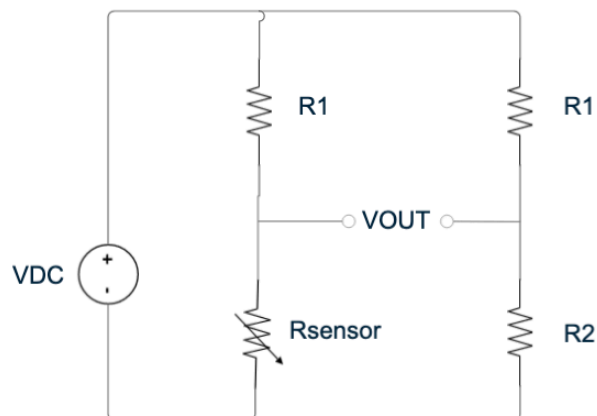 R1
R1
VOUT
+
-
VDC
Rsensor
R2